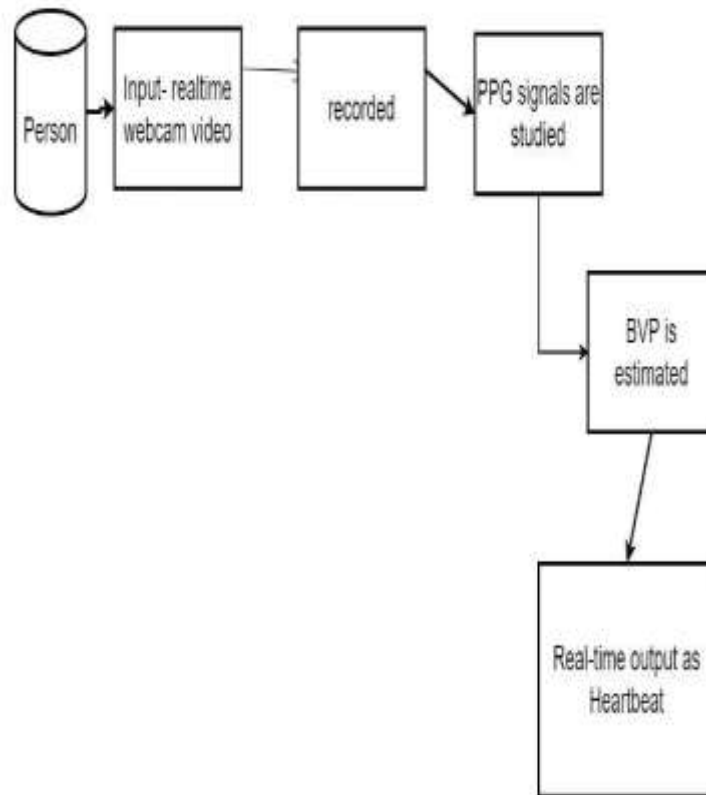 Person
Input- realtime
webcam video
recorded
PPG signals are
studied
BVP is
estimated
Real-time output as
Heartbeat